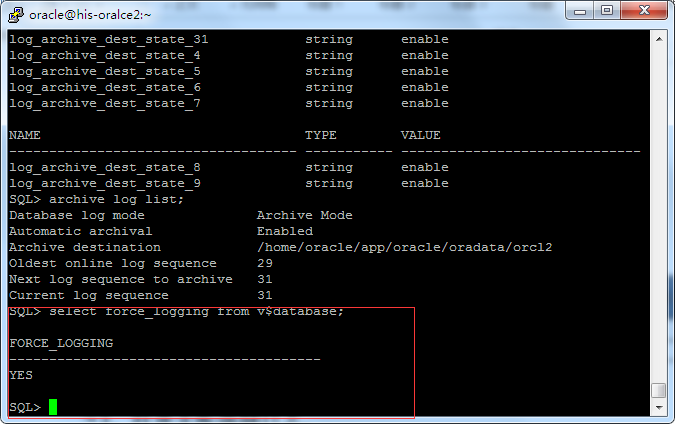 oracle@his-oralce2:~
log_archive_dest_state_31 string enable
log_archive_dest_state_4 string enable
log_archive_dest_state_5 string enable
log_archive_dest_state_6 string enable
log_archive_dest_state_7 string enable
NAME TYPE VALUE
------------------------------------ ----------- ------------------------------
log_archive_dest_state_8 string enable
log_archive_dest_state_9 string enable
SQL> archive log list;
Database log mode Archive Mode
Automatic archival Enabled
Archive destination /home/oracle/app/oracle/oradata/orcl2
Oldest online log sequence 29
Next log sequence to archive 31
Current log sequence 31
SQL> select force_logging from v$database;
FORCE_LOGGING
---------------------------------------
YES
SQL>